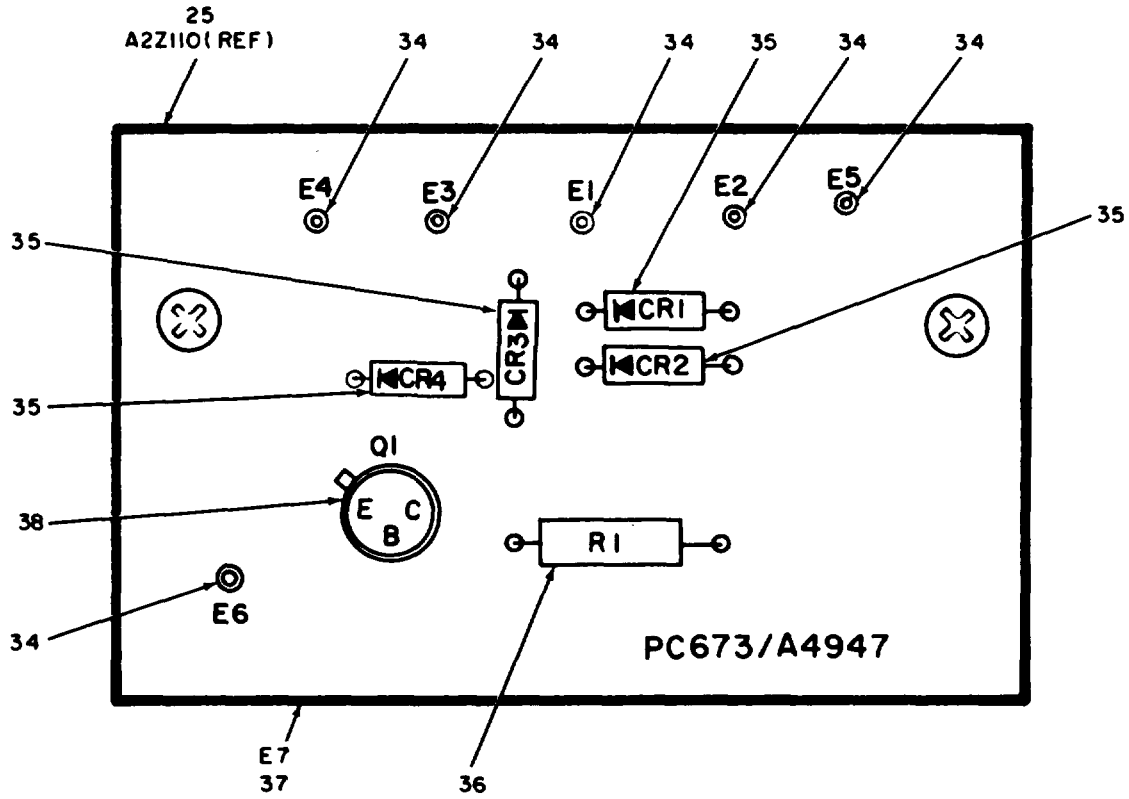 25
A2Z110(REF)
34
34
34
35
34
34
E4
E3
E1
E2
E5
35
35
CR1
CR3
CR2
CR4
35
Q1
E C
B
38
R1
E6
34
PC673/A4947
E7
37
36